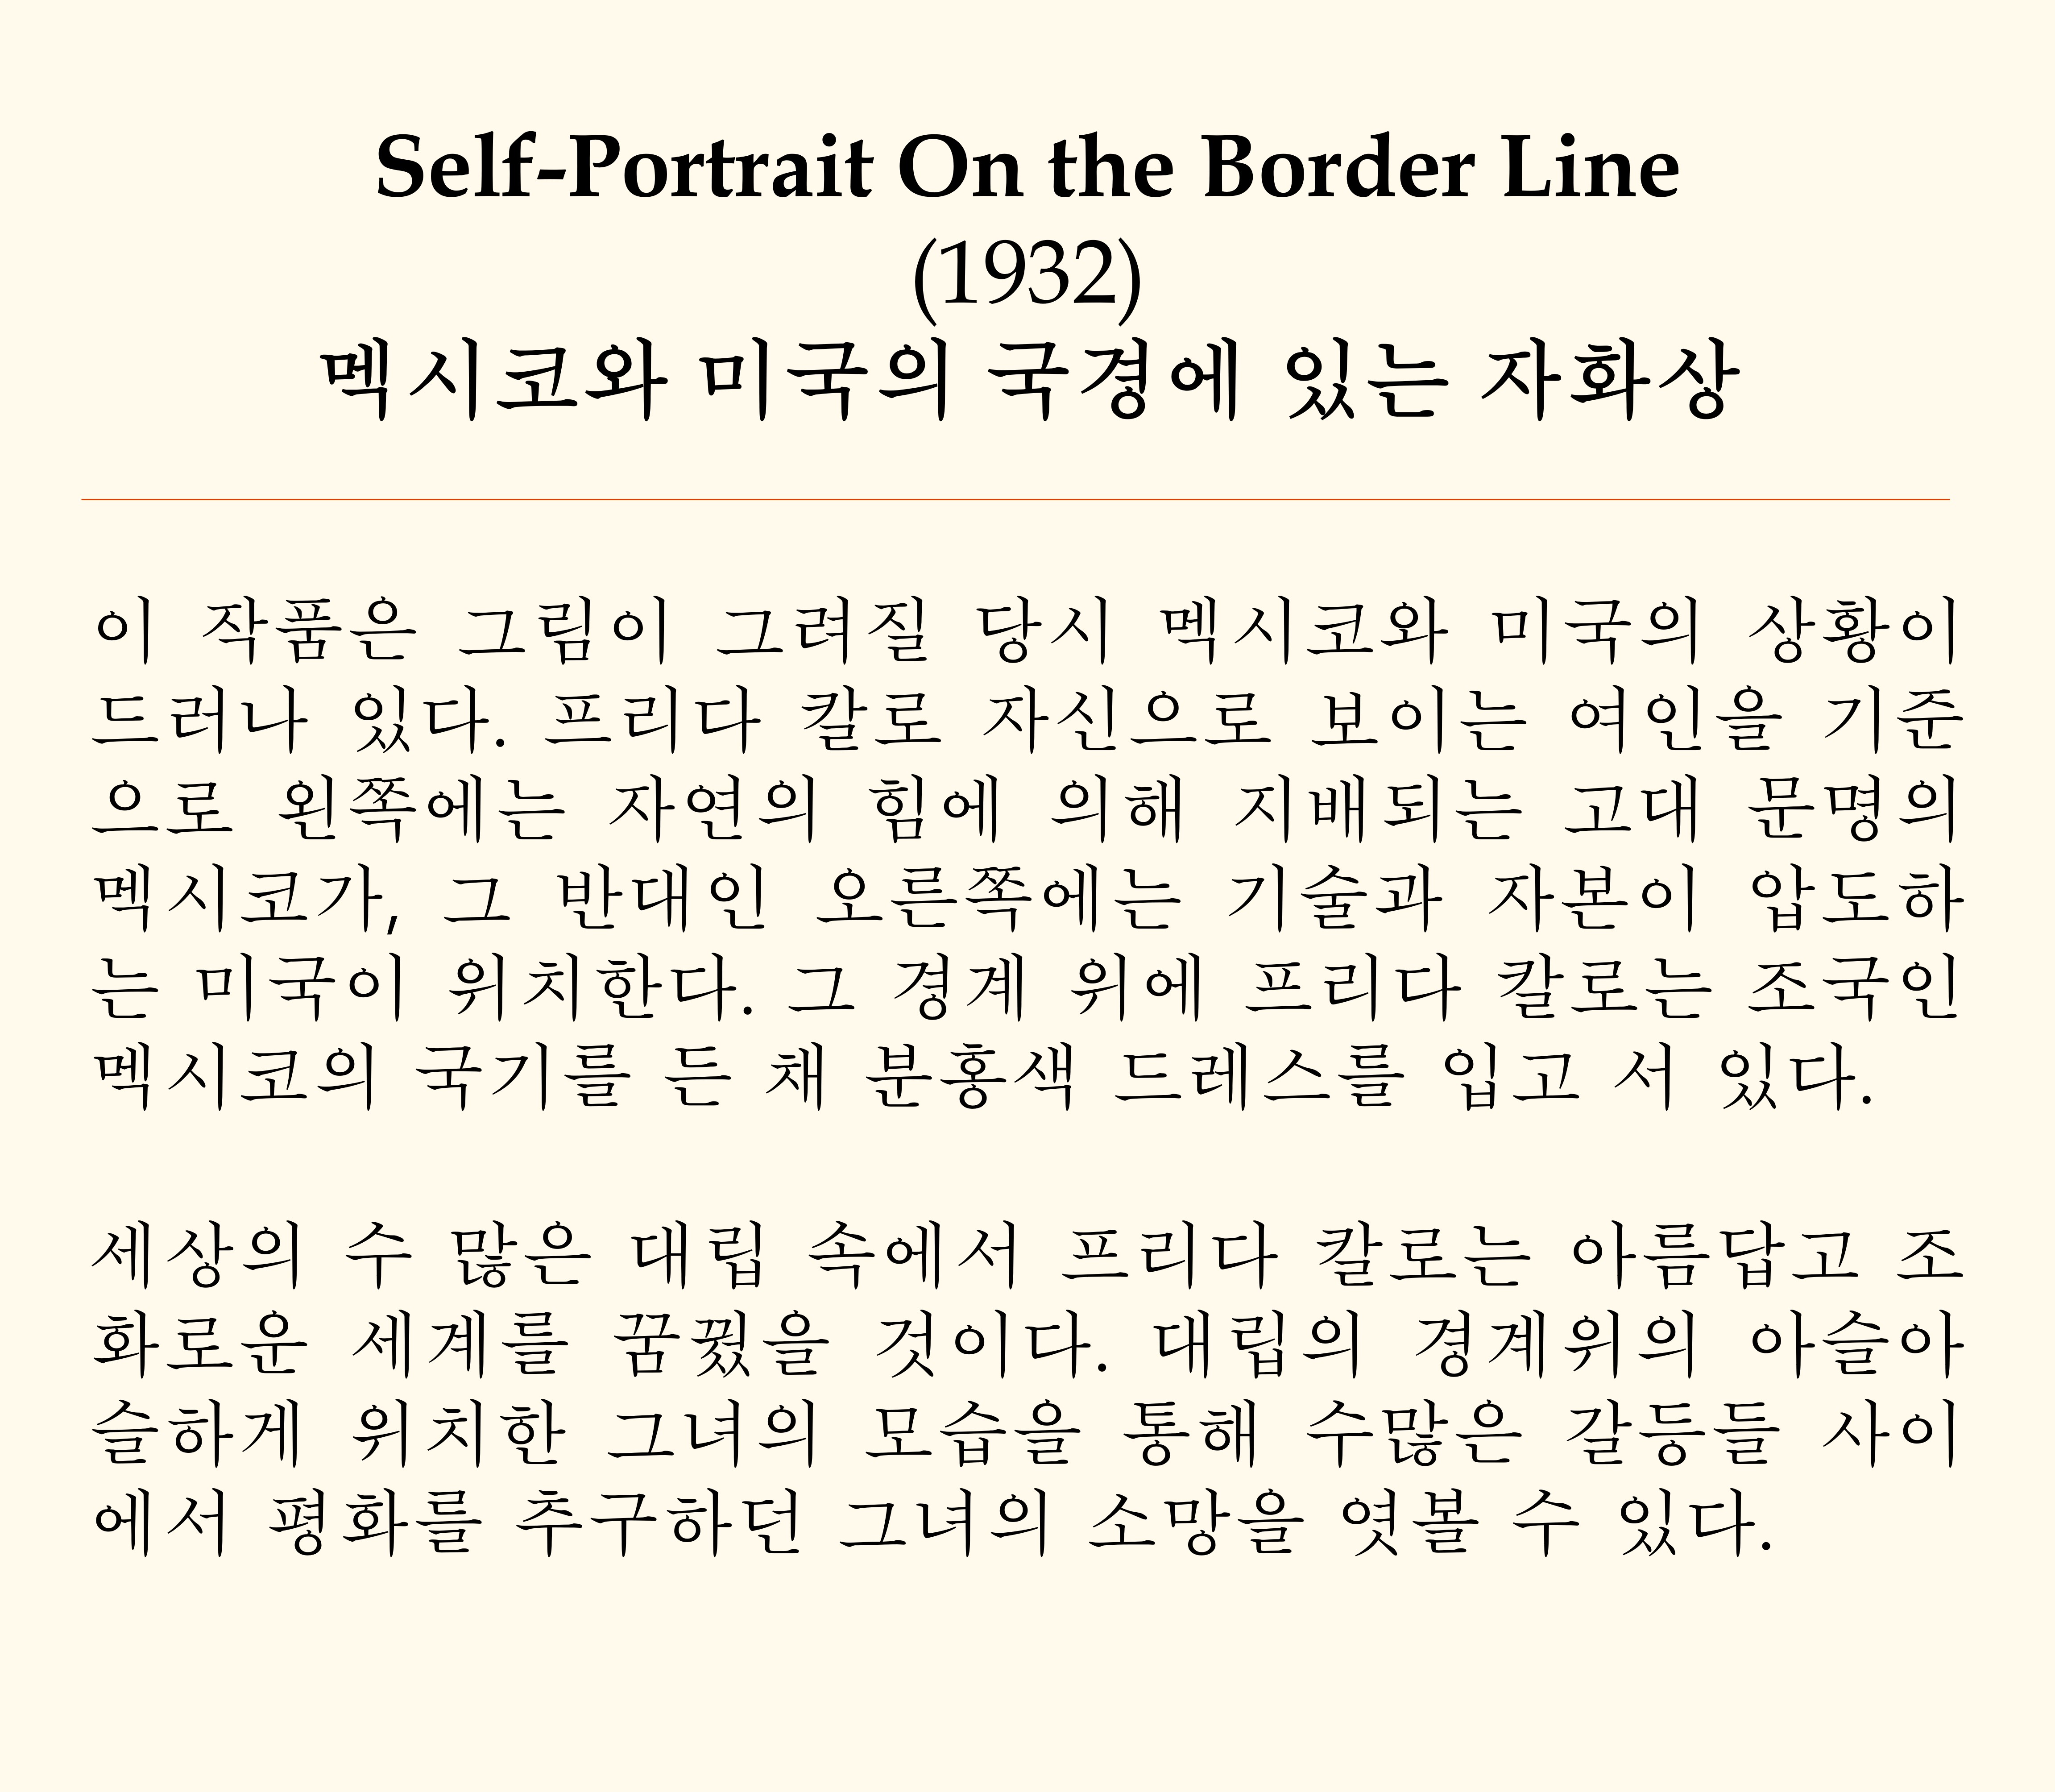 Self-Portrait On the Border Line
(1932)
멕시코와 미국의 국경에 있는 자화상
이 작품은 그림이 그려질 당시 멕시코와 미국의 상황이
드러나 있다. 프리다 칼로 자신으로 보이는 여인을 기준
으로 왼쪽에는 자연의 힘에 의해 지배되는 고대 문명의
멕시코가, 그 반대인 오른쪽에는 기술과 자본이 압도하
는 미국이 위치한다. 그 경계 위에 프리다 칼로는 조국인
멕시코의 국기를 든 채 분홍색 드레스를 입고 서 있다.
세상의 수 많은 대립 속에서 프리다 칼로는 아름답고 조
화로운 세계를 꿈꿨을 것이다. 대립의 경계위의 아슬아
슬하게 위치한 그녀의 모습을 통해 수많은 갈등들 사이
에서 평화를 추구하던 그녀의 소망을 엿볼 수 있다.